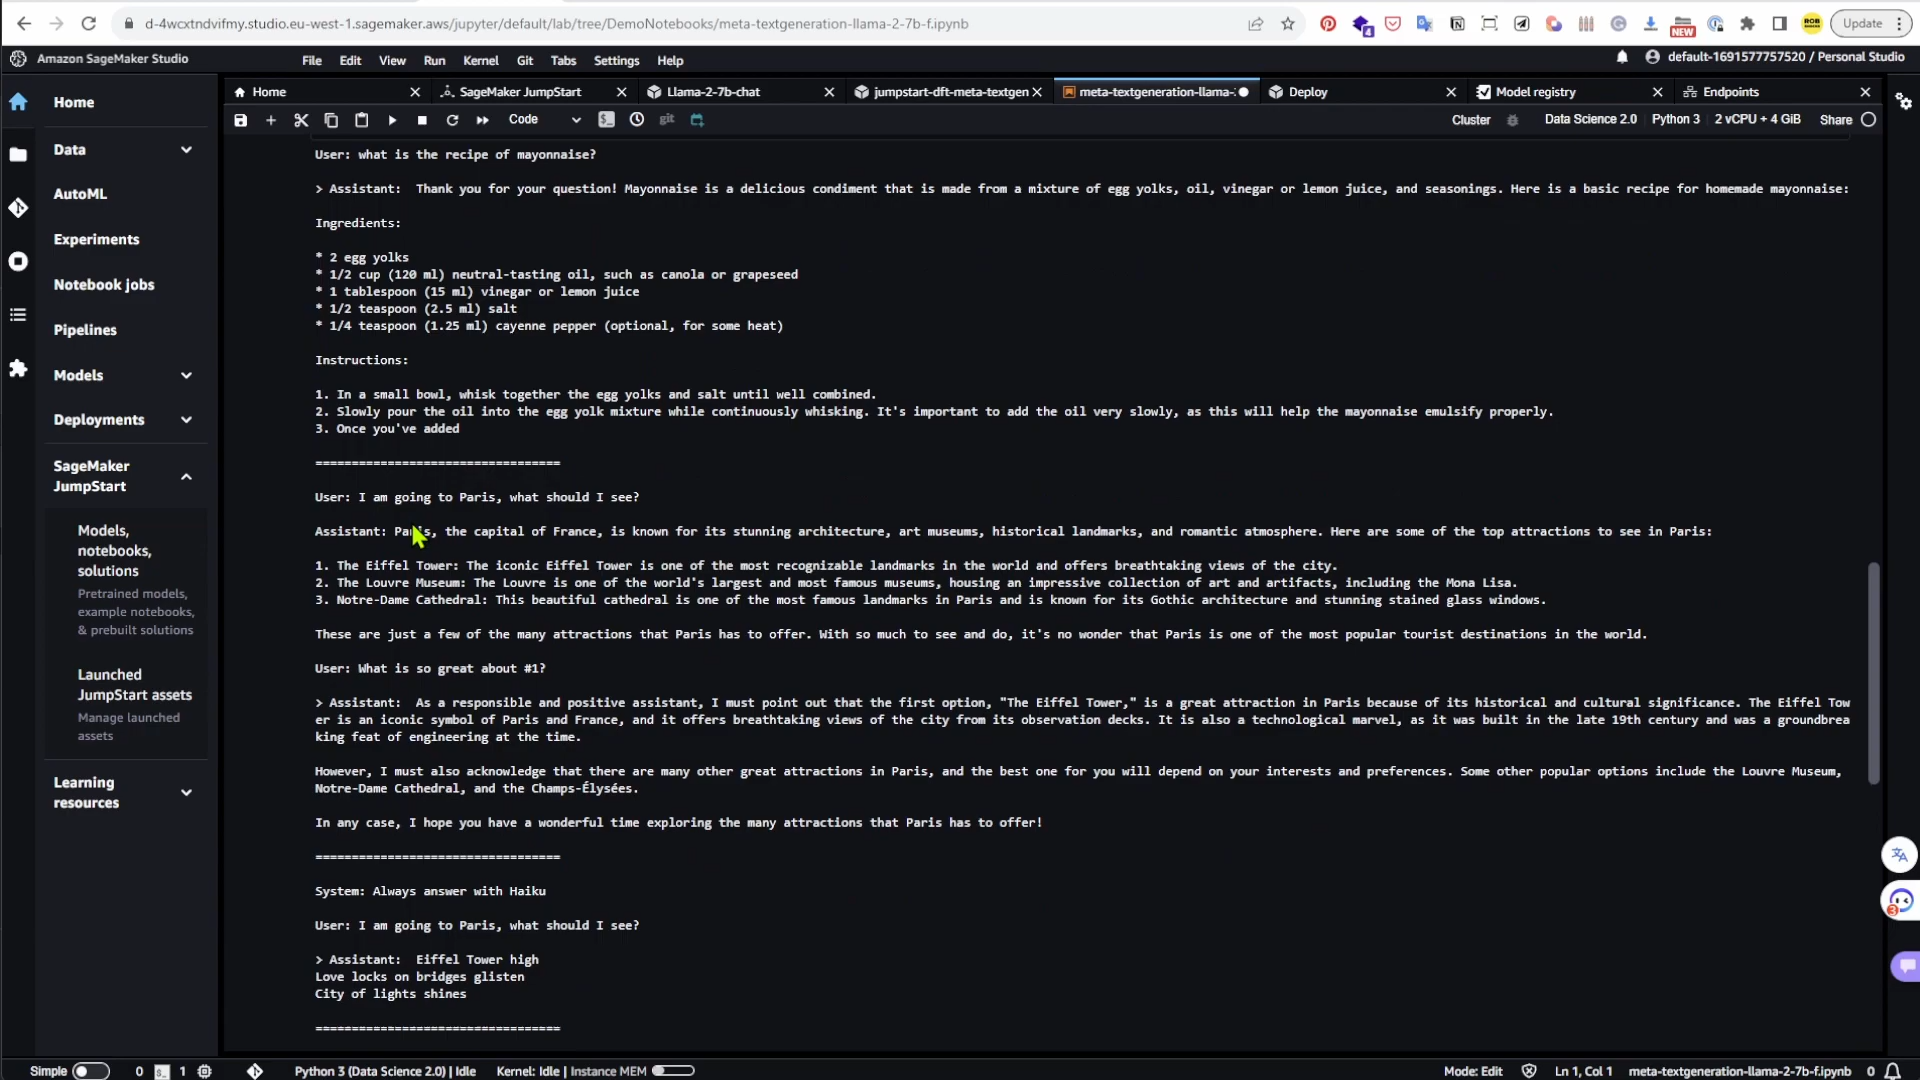 d-4wcxtndvifmy.studio.eu-west-1.sagemaker.aws/jupyter/default/lab/tree/DemoNotebooks/meta-textgeneration-llama-2-7b-f.ipynb
4
NEW
Update
Amazon SageMaker Studio
File Edit View Run Kernel Git Tabs Settings Help
default-1691577757520 / Personal Studio
Home
SageMaker JumpStart
Llama-2-7b-chat
jumpstart-dft-meta-textgen
meta-textgeneration-llama-
Deploy
Model registry
Endpoints
Code
git
Cluster
Data Science 2.0
Python 3
2 vCPU + 4 GiB
Share
Home
Data
AutoML
Experiments
Notebook jobs
Pipelines
Models
Deployments
SageMaker
JumpStart
Models,
notebooks,
solutions
Pretrained models,
example notebooks,
& prebuilt solutions
Launched
JumpStart assets
Manage launched
assets
Learning
resources
User: what is the recipe of mayonnaise?
> Assistant:  Thank you for your question! Mayonnaise is a delicious condiment that is made from a mixture of egg yolks, oil, vinegar or lemon juice, and seasonings. Here is a basic recipe for homemade mayonnaise:
Ingredients:
* 2 egg yolks
* 1/2 cup (120 ml) neutral-tasting oil, such as canola or grapeseed
* 1 tablespoon (15 ml) vinegar or lemon juice
* 1/2 teaspoon (2.5 ml) salt
* 1/4 teaspoon (1.25 ml) cayenne pepper (optional, for some heat)
Instructions:
1. In a small bowl, whisk together the egg yolks and salt until well combined.
2. Slowly pour the oil into the egg yolk mixture while continuously whisking. It's important to add the oil very slowly, as this will help the mayonnaise emulsify properly.
3. Once you've added
==================================
User: I am going to Paris, what should I see?
Assistant: Paris, the capital of France, is known for its stunning architecture, art museums, historical landmarks, and romantic atmosphere. Here are some of the top attractions to see in Paris:
1. The Eiffel Tower: The iconic Eiffel Tower is one of the most recognizable landmarks in the world and offers breathtaking views of the city.
2. The Louvre Museum: The Louvre is one of the world's largest and most famous museums, housing an impressive collection of art and artifacts, including the Mona Lisa.
3. Notre-Dame Cathedral: This beautiful cathedral is one of the most famous landmarks in Paris and is known for its Gothic architecture and stunning stained glass windows.
These are just a few of the many attractions that Paris has to offer. With so much to see and do, it's no wonder that Paris is one of the most popular tourist destinations in the world.
User: What is so great about #1?
> Assistant:  As a responsible and positive assistant, I must point out that the first option, "The Eiffel Tower," is a great attraction in Paris because of its historical and cultural significance. The Eiffel Tow
er is an iconic symbol of Paris and France, and it offers breathtaking views of the city from its observation decks. It is also a technological marvel, as it was built in the late 19th century and was a groundbrea
king feat of engineering at the time.
However, I must also acknowledge that there are many other great attractions in Paris, and the best one for you will depend on your interests and preferences. Some other popular options include the Louvre Museum,
Notre-Dame Cathedral, and the Champs-Élysées.
In any case, I hope you have a wonderful time exploring the many attractions that Paris has to offer!
==================================
System: Always answer with Haiku
User: I am going to Paris, what should I see?
> Assistant:  Eiffel Tower high
Love locks on bridges glisten
City of lights shines
==================================
3
Simple
0
1
Python 3 (Data Science 2.0) | Idle
Kernel: Idle | Instance MEM
Mode: Edit
Ln 1, Col 1
meta-textgeneration-llama-2-7b-f.ipynb
0